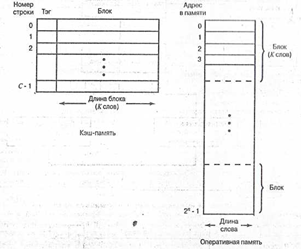 Номер строки Тэг Блок
0
1
2
C - 1
Длина блока
(K слов)
Кэш-память
Адрес в памяти
0
1
2
3
Блок
(K слов)
Блок
2ⁿ - 1
Длина слова
Оперативная память